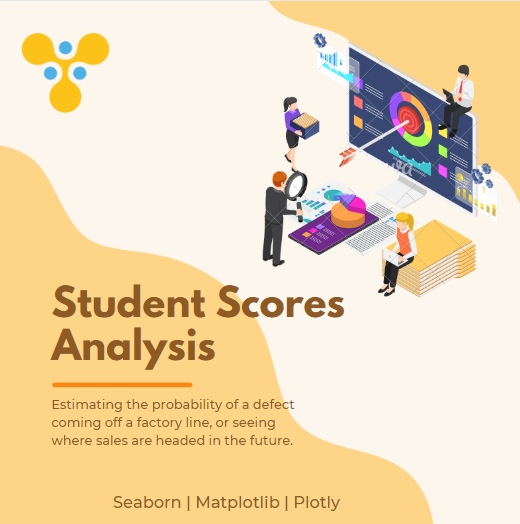 Student Scores
Analysis
Estimating the probability of a defect
coming off a factory line, or seeing
where sales are headed in the future.
Seaborn | Matplotlib | Plotly